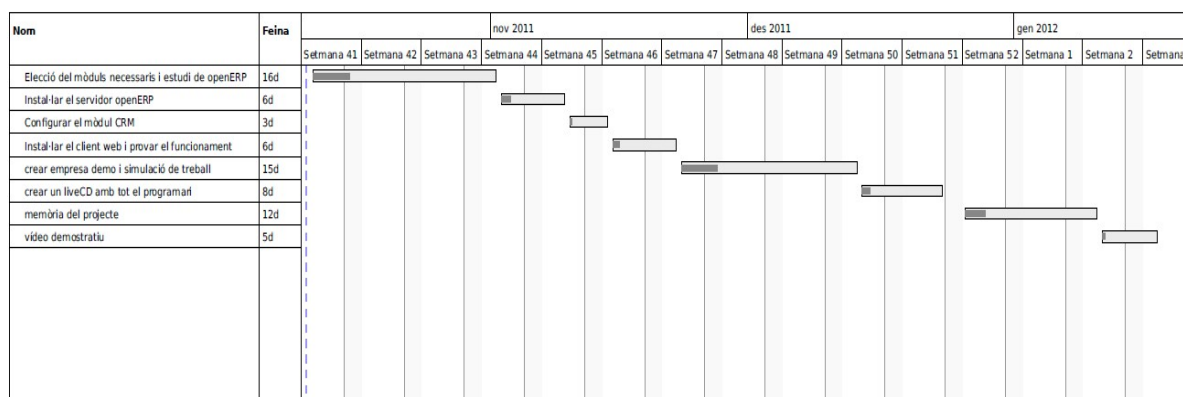 Nom Feina nov 2011 des 2011 gen 2012
Setmana 41 Setmana 42 Setmana 43 Setmana 44 Setmana 45 Setmana 46 Setmana 47 Setmana 48 Setmana 49 Setmana 50 Setmana 51 Setmana 52 Setmana 1 Setmana 2 Setmana
Elecció del mòduls necessaris i estudi de openERP 16d
Instal·lar el servidor openERP 6d
Configurar el mòdul CRM 3d
Instal·lar el client web i provar el funcionament 6d
crear empresa demo i simulació de treball 15d
crear un liveCD amb tot el programari 8d
memòria del projecte 12d
vídeo demostratiu 5d